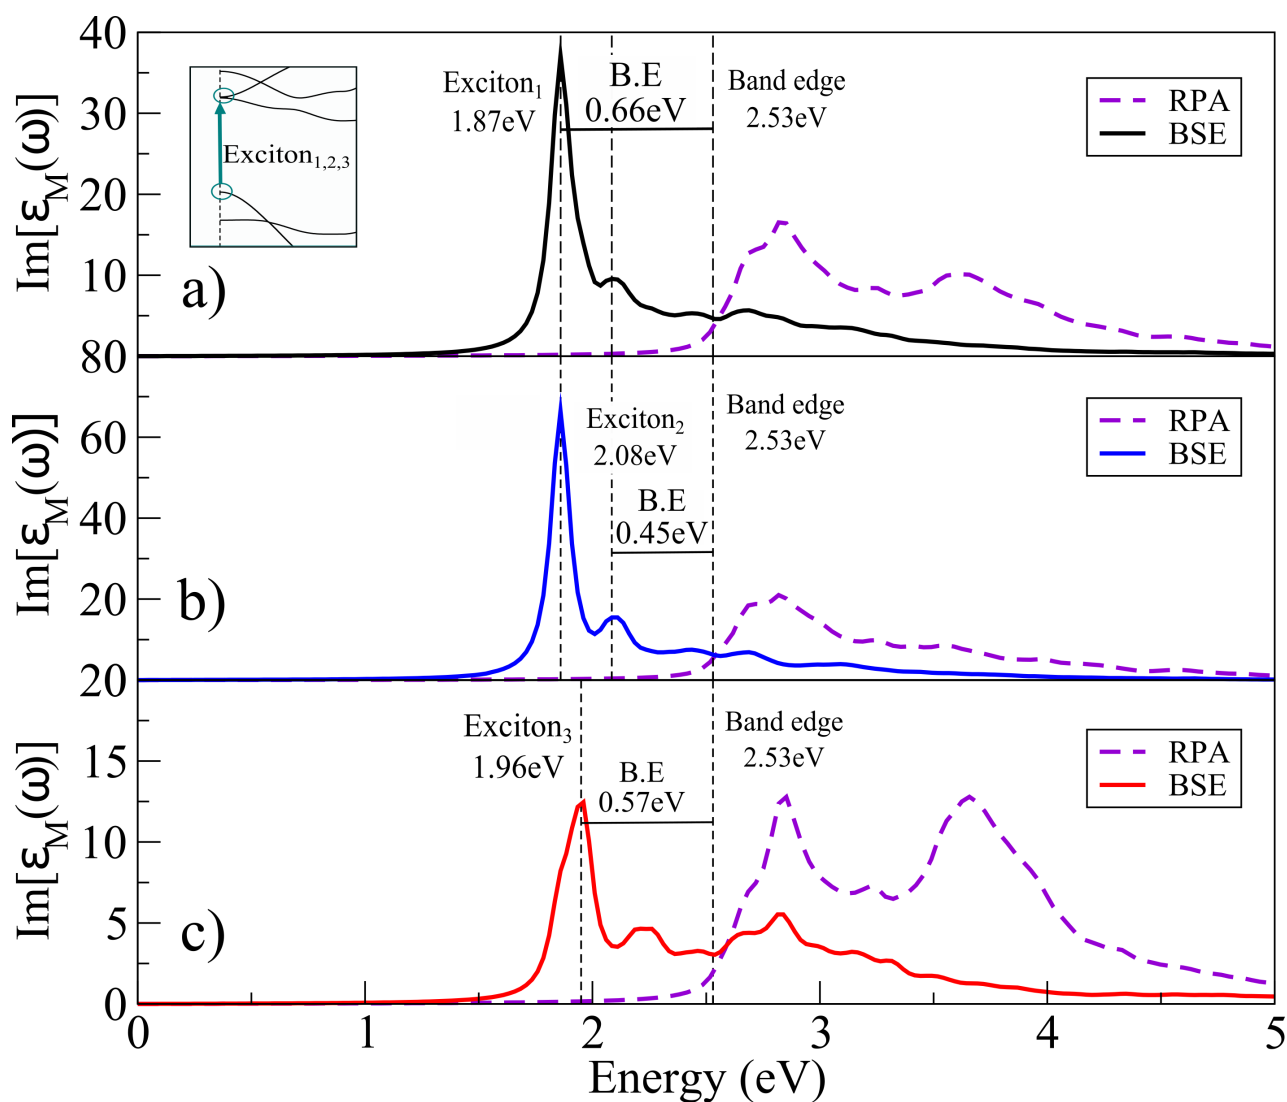 40
30
20
10
80
Im[ε_M(ω)]
a)
Exciton₁,₂,₃
Exciton₁
1.87eV
B.E
0.66eV
Band edge
2.53eV
RPA
BSE
60
40
20
20
Im[ε_M(ω)]
b)
Exciton₂
2.08eV
B.E
0.45eV
Band edge
2.53eV
RPA
BSE
15
10
5
0
Im[ε_M(ω)]
c)
Exciton₃
1.96eV
B.E
0.57eV
Band edge
2.53eV
RPA
BSE
0 1 2 3 4 5
Energy (eV)